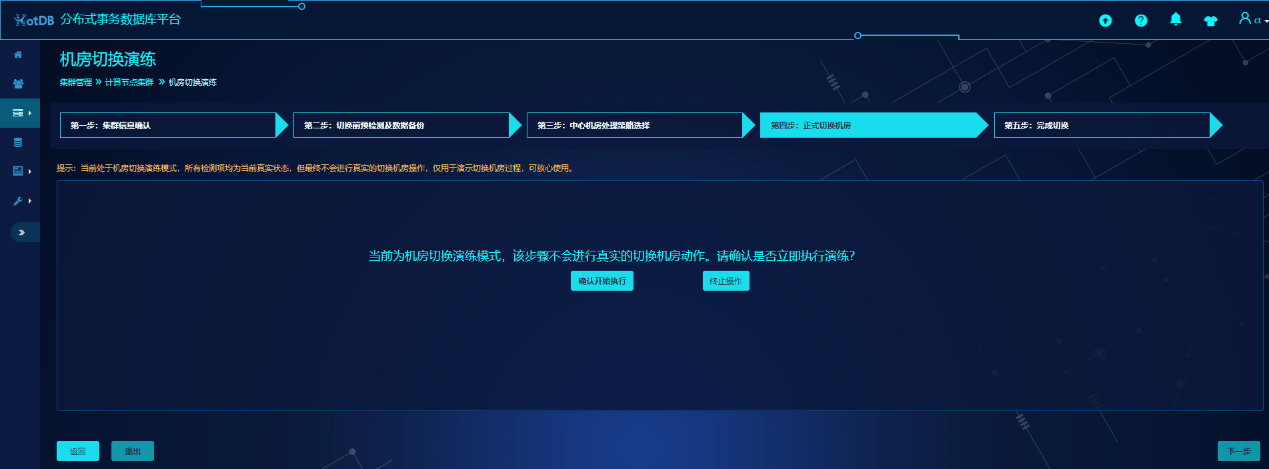 HotDB 分布式事务数据库平台
ct
机房切换演练
集群管理 » 计算节点集群 » 机房切换演练
第一步：集群信息确认
第二步：切换前预检测及数据备份
第三步：中心机房处理策略选择
第四步：正式切换机房
第五步：完成切换
提示：当前处于机房切换演练模式，所有检测项均为当前真实状态，但最终不会进行真实的切换机房操作，仅用于演示切换机房过程，可放心使用。
当前为机房切换演练模式，该步骤不会进行真实的切换机房动作。请确认是否立即执行演练？
确认开始执行
终止操作
返回
退出
下一步